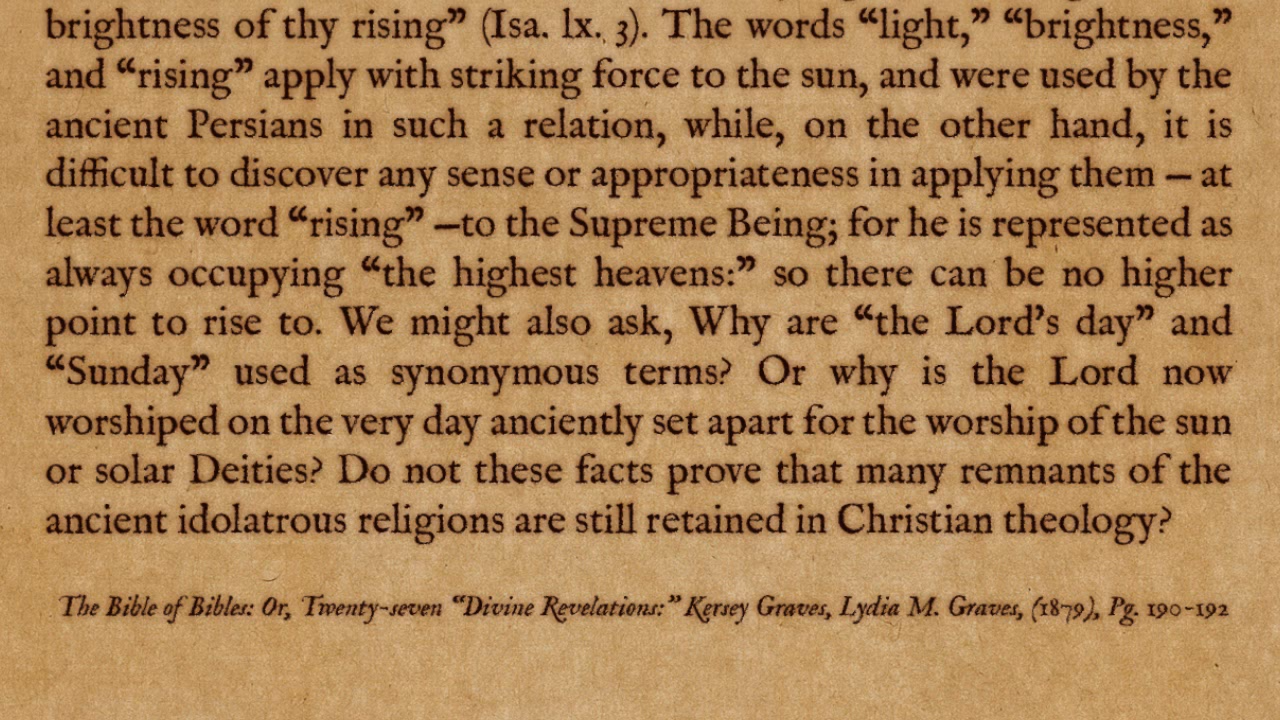 brightness of thy rising” (Isa. lx. 3). The words “light,” “brightness,”
and “rising” apply with striking force to the sun, and were used by the
ancient Persians in such a relation, while, on the other hand, it is
difficult to discover any sense or appropriateness in applying them – at
least the word “rising” –to the Supreme Being; for he is represented as
always occupying “the highest heavens:” so there can be no higher
point to rise to. We might also ask, Why are “the Lord’s day” and
“Sunday” used as synonymous terms? Or why is the Lord now
worshiped on the very day anciently set apart for the worship of the sun
or solar Deities? Do not these facts prove that many remnants of the
ancient idolatrous religions are still retained in Christian theology?
The Bible of Bibles: Or, Twenty-seven “Divine Revelations:” Kersey Graves, Lydia M. Graves, (1879), Pg. 190-192